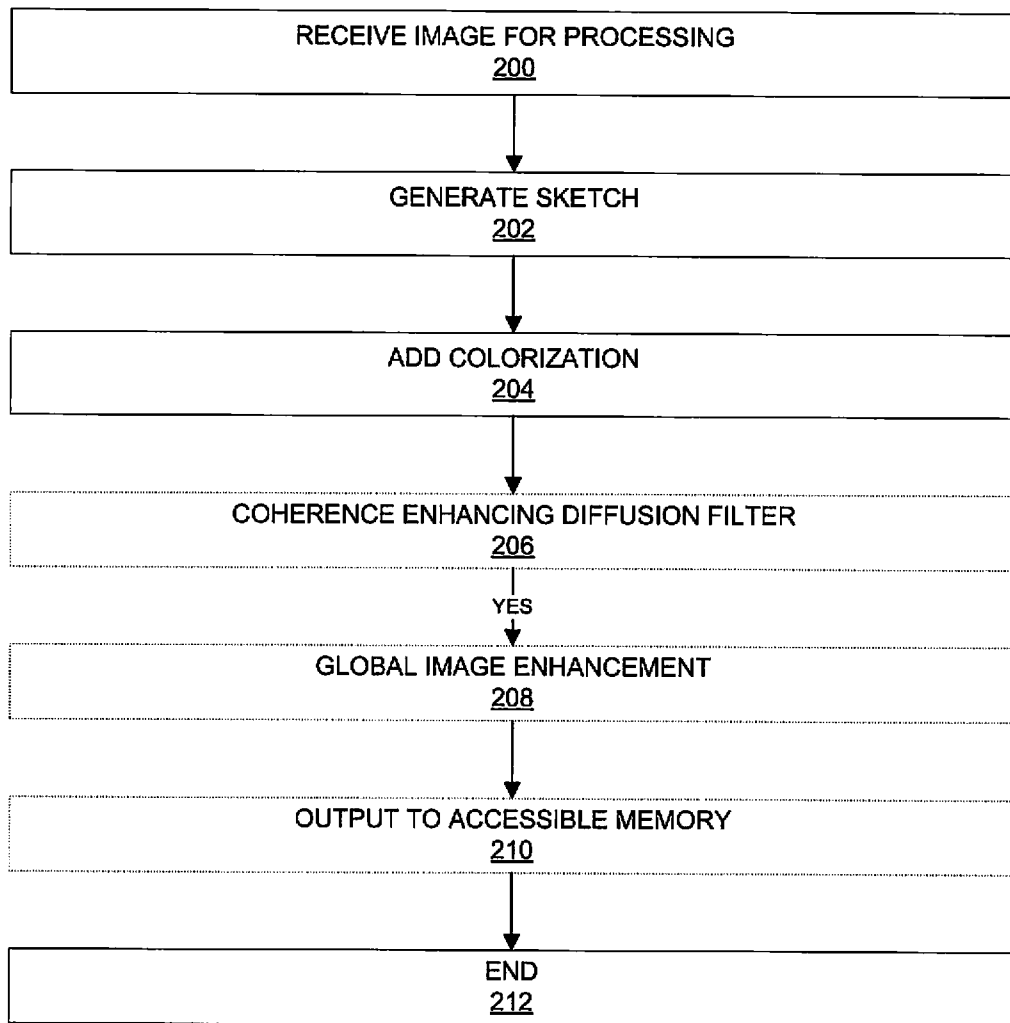 RECEIVE IMAGE FOR PROCESSING
200
GENERATE SKETCH
202
ADD COLORIZATION
204
COHERENCE ENHANCING DIFFUSION FILTER
206
YES
GLOBAL IMAGE ENHANCEMENT
208
OUTPUT TO ACCESSIBLE MEMORY
210
END
212